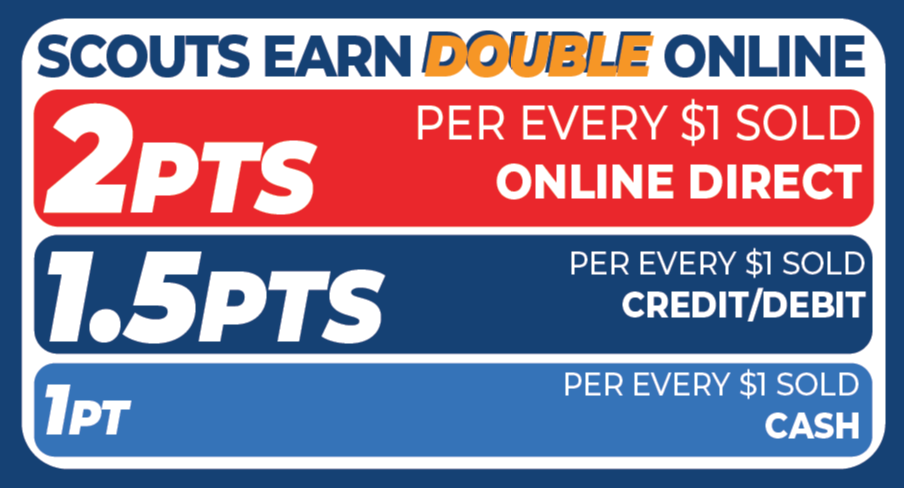 SCOUTS EARN DOUBLE ONLINE
2PTS
PER EVERY $1 SOLD
ONLINE DIRECT
1.5PTS
PER EVERY $1 SOLD
CREDIT/DEBIT
1PT
PER EVERY $1 SOLD
CASH